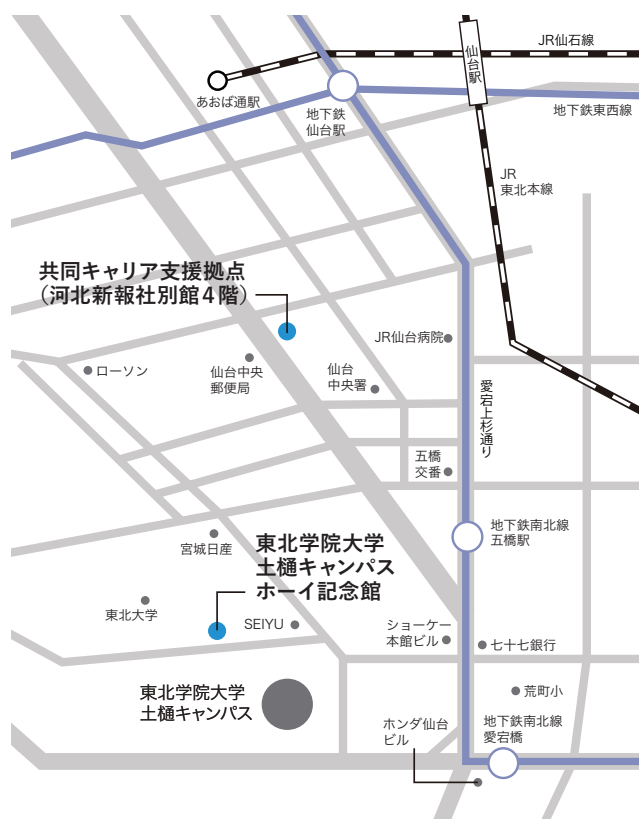 JR仙石線
仙台駅
あおば通駅
地下鉄
仙台駅
地下鉄東西線
JR
東北本線
共同キャリア支援拠点
(河北新報社別館4階)
JR仙台病院
ローソン
仙台中央
郵便局
仙台
中央署
愛宕上杉通り
五橋
交番
地下鉄南北線
五橋駅
宮城日産
東北学院大学
土樋キャンパス
ホーイ記念館
東北大学
SEIYU
ショーケー
本館ビル
七十七銀行
東北学院大学
土樋キャンパス
荒町小
ホンダ仙台
ビル
地下鉄南北線
愛宕橋